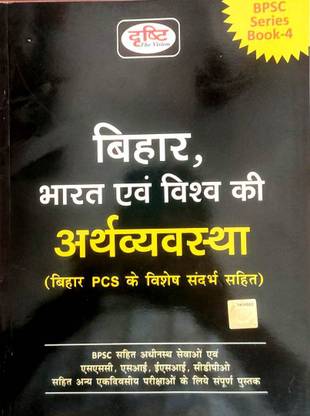 BPSC
Series
Book-4
दृष्टि
The Vision
बिहार,
भारत एवं विश्व की
अर्थव्यवस्था
(बिहार PCS के विशेष संदर्भ सहित)
BPSC सहित अधीनस्थ सेवाओं एवं
एसएससी, एसआई, ईएसआई, सीडीपीओ
सहित अन्य एकदिवसीय परीक्षाओं के लिये संपूर्ण पुस्तक